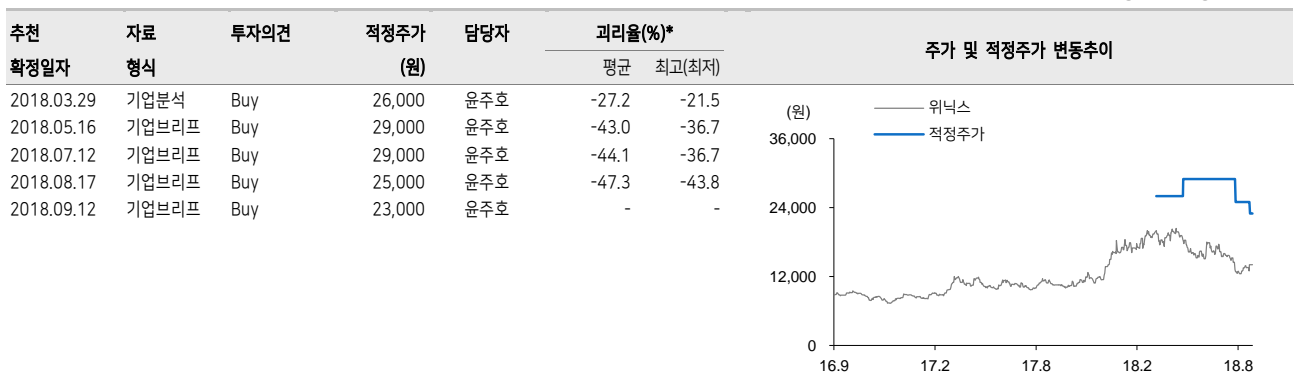 추천 자료 투자의견 적정주가 담당자 괴리율(%)* 주가 및 적정주가 변동추이
확정일자 형식 (원) 평균 최고(최저)
2018.03.29 기업분석 Buy 26,000 윤주호 -27.2 -21.5
2018.05.16 기업브리프 Buy 29,000 윤주호 -43.0 -36.7
2018.07.12 기업브리프 Buy 29,000 윤주호 -44.1 -36.7
2018.08.17 기업브리프 Buy 25,000 윤주호 -47.3 -43.8
2018.09.12 기업브리프 Buy 23,000 윤주호 - -
(원)
위닉스
적정주가
36,000
24,000
12,000
0
16.9 17.2 17.8 18.2 18.8